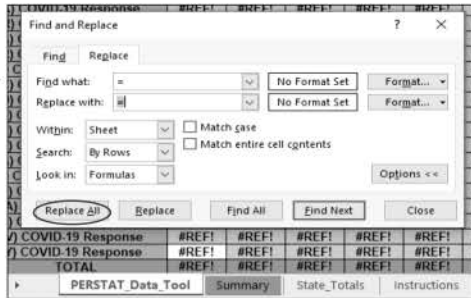 COVID-19 Response #REF! #REF! #REF! #REF!
Find and Replace ? ×
Find Replace
Find what: = No Format Set Format...
Replace with: = No Format Set Format...
Within: Sheet Match case
Search: By Rows Match entire cell contents
Look in: Formulas Options <<
Replace All Replace Find All Find Next Close
) COVID-19 Response #REF! #REF! #REF! #REF!
) COVID-19 Response #REF! #REF! #REF! #REF!
TOTAL #REF! #REF! #REF! #REF!
PERSTAT_Data_Tool Summary State_Totals Instructions